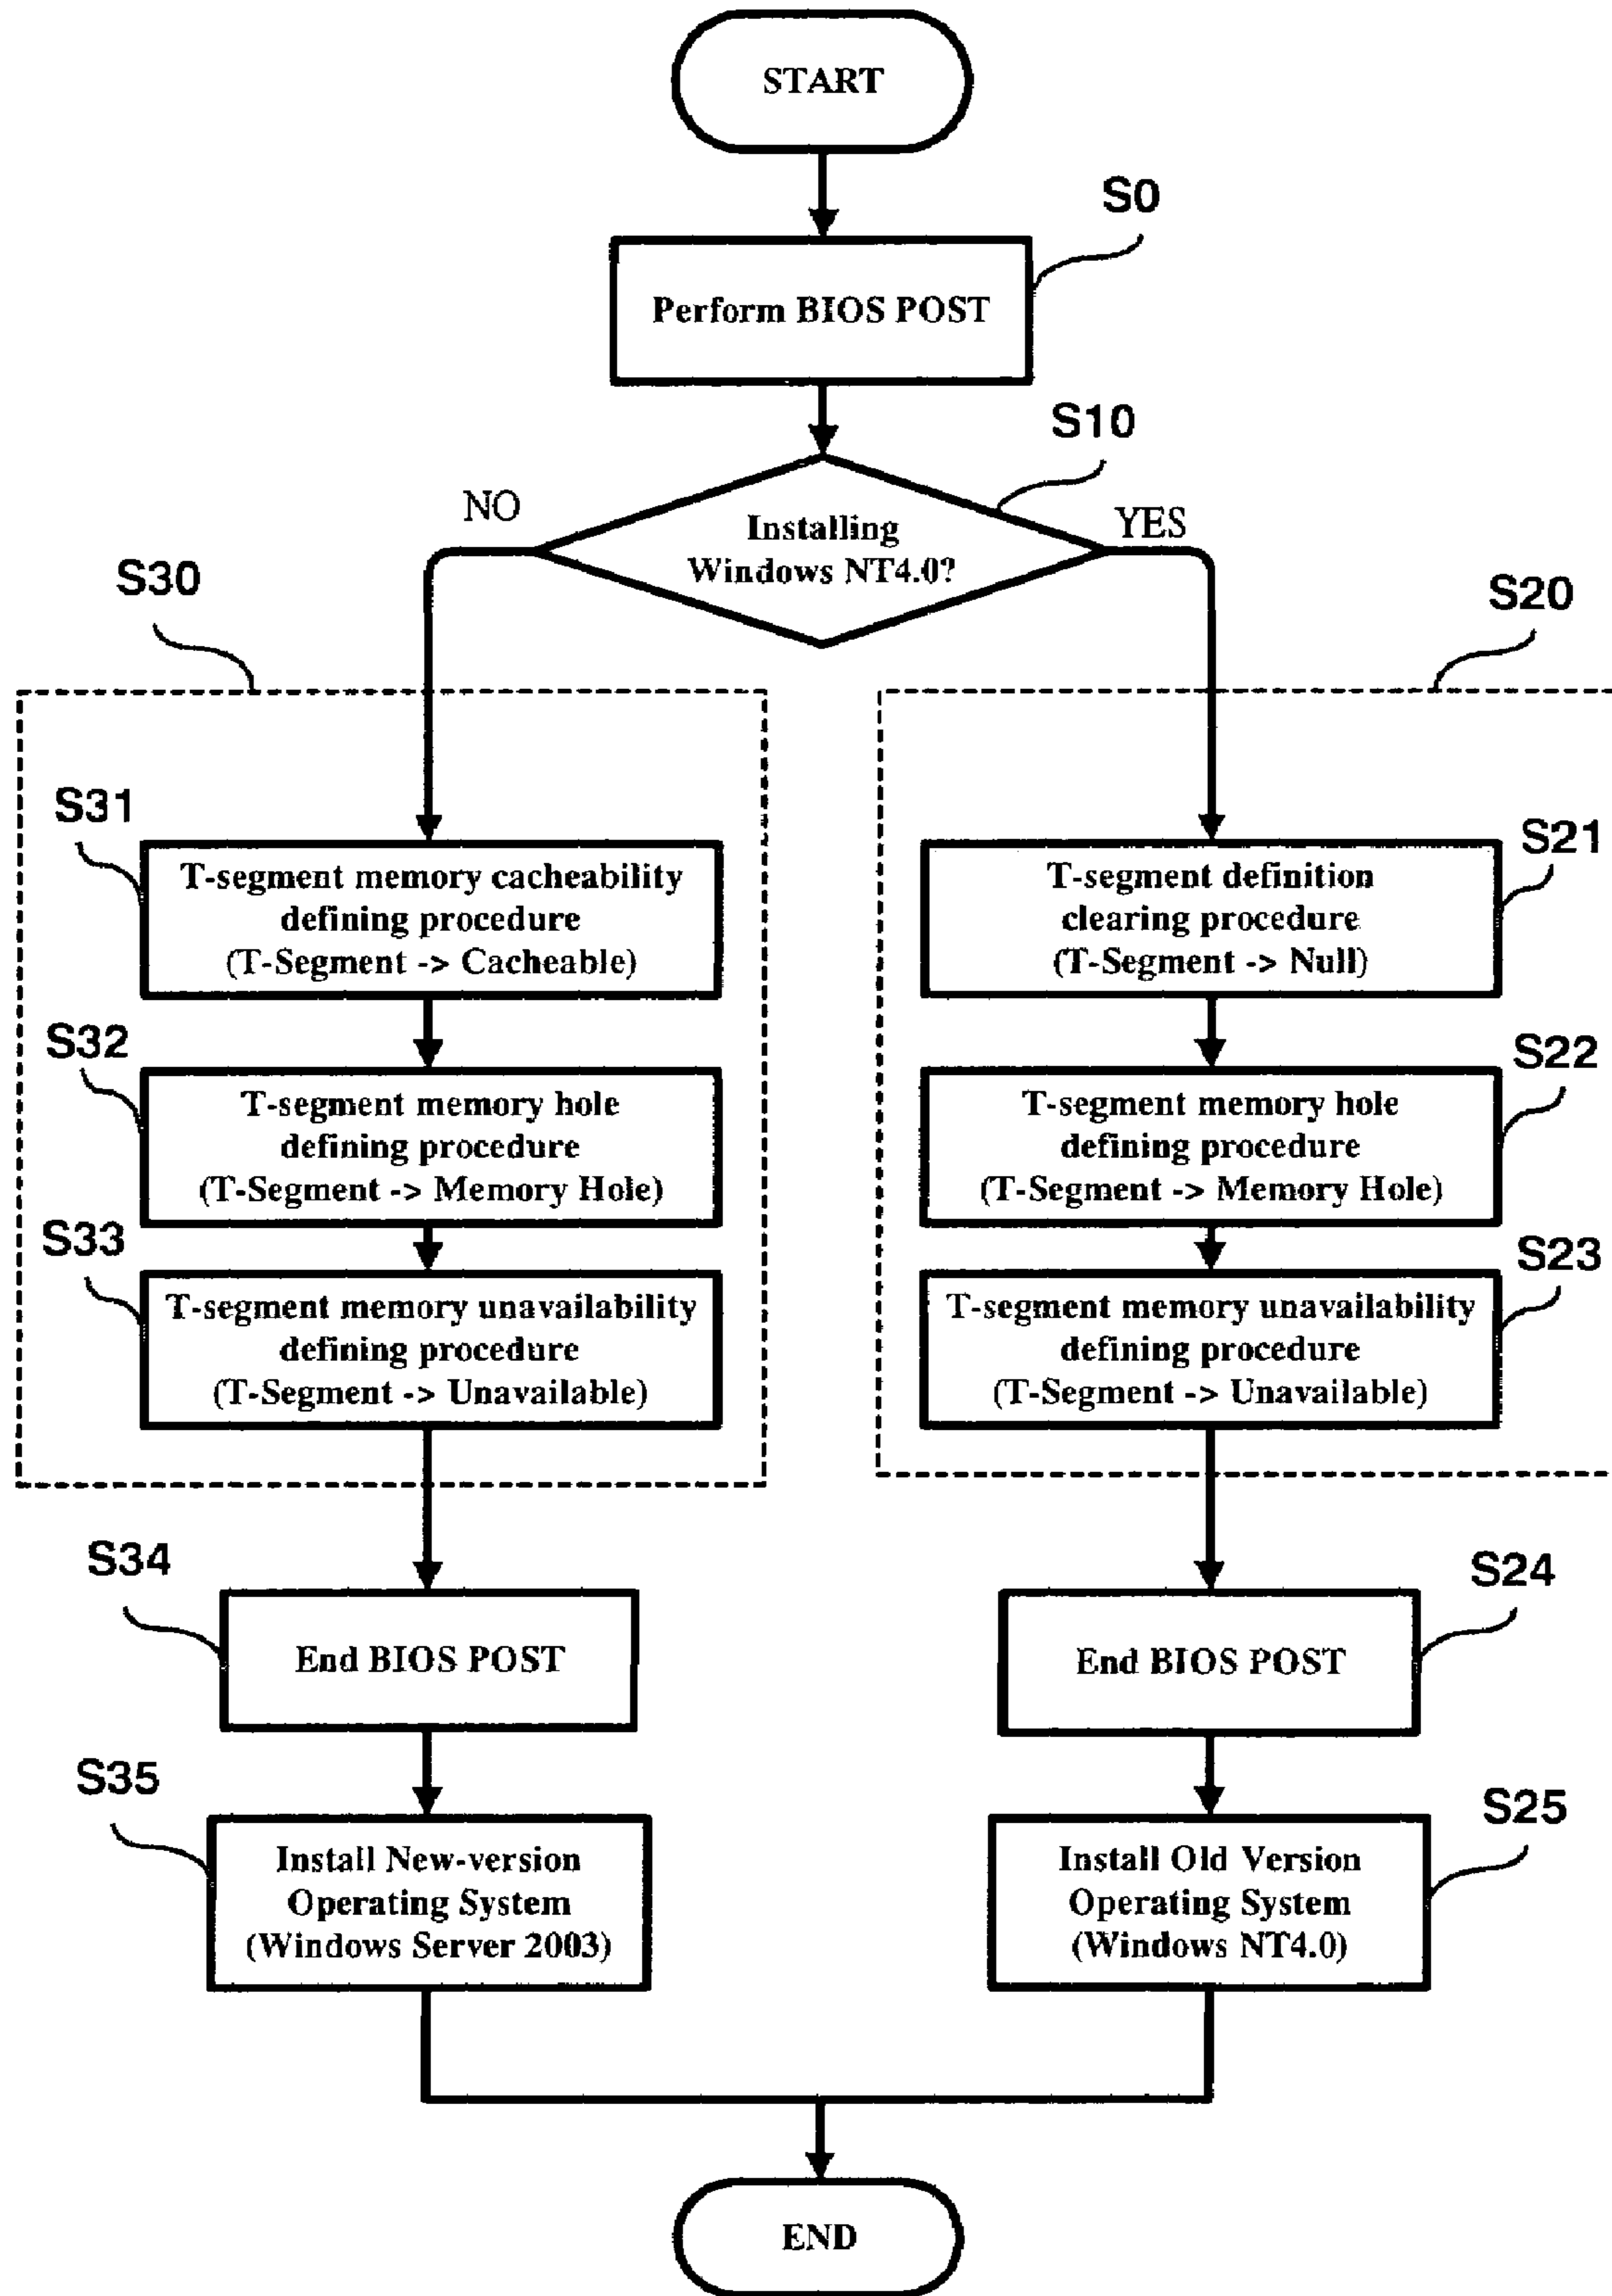 START
S0
Perform BIOS POST
S10
NO
YES
Installing
Windows NT4.0?
S30
S20
S31
T-segment memory cacheability
defining procedure
(T-Segment -> Cacheable)
S32
T-segment memory hole
defining procedure
(T-Segment -> Memory Hole)
S33
T-segment memory unavailability
defining procedure
(T-Segment -> Unavailable)
S34
End BIOS POST
S35
Install New-version
Operating System
(Windows Server 2003)
S21
T-segment definition
clearing procedure
(T-Segment -> Null)
S22
T-segment memory hole
defining procedure
(T-Segment -> Memory Hole)
S23
T-segment memory unavailability
defining procedure
(T-Segment -> Unavailable)
S24
End BIOS POST
S25
Install Old Version
Operating System
(Windows NT4.0)
END